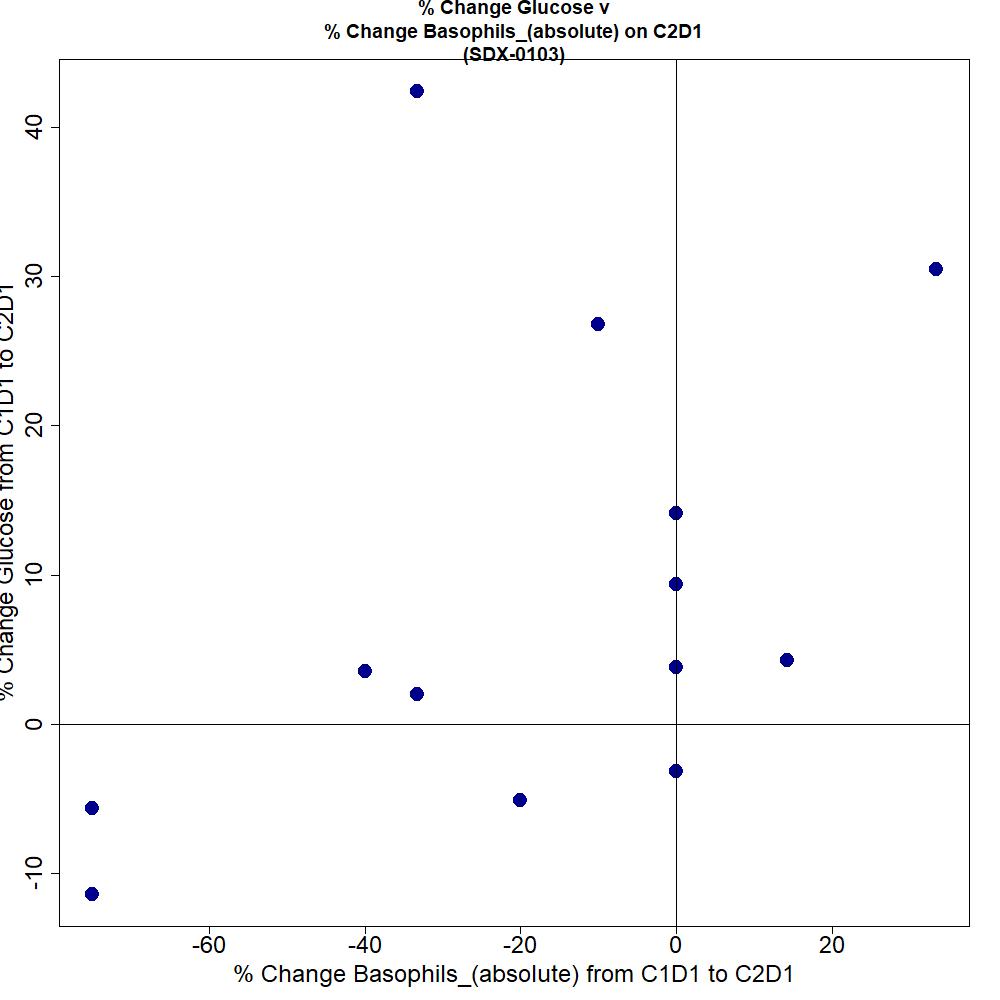 % Change Glucose v
% Change Basophils_(absolute) on C2D1
(SDX-0103)
% Change Glucose from C1D1 to C2D1
40
30
20
10
0
-10
-60
-40
-20
0
20
% Change Basophils_(absolute) from C1D1 to C2D1